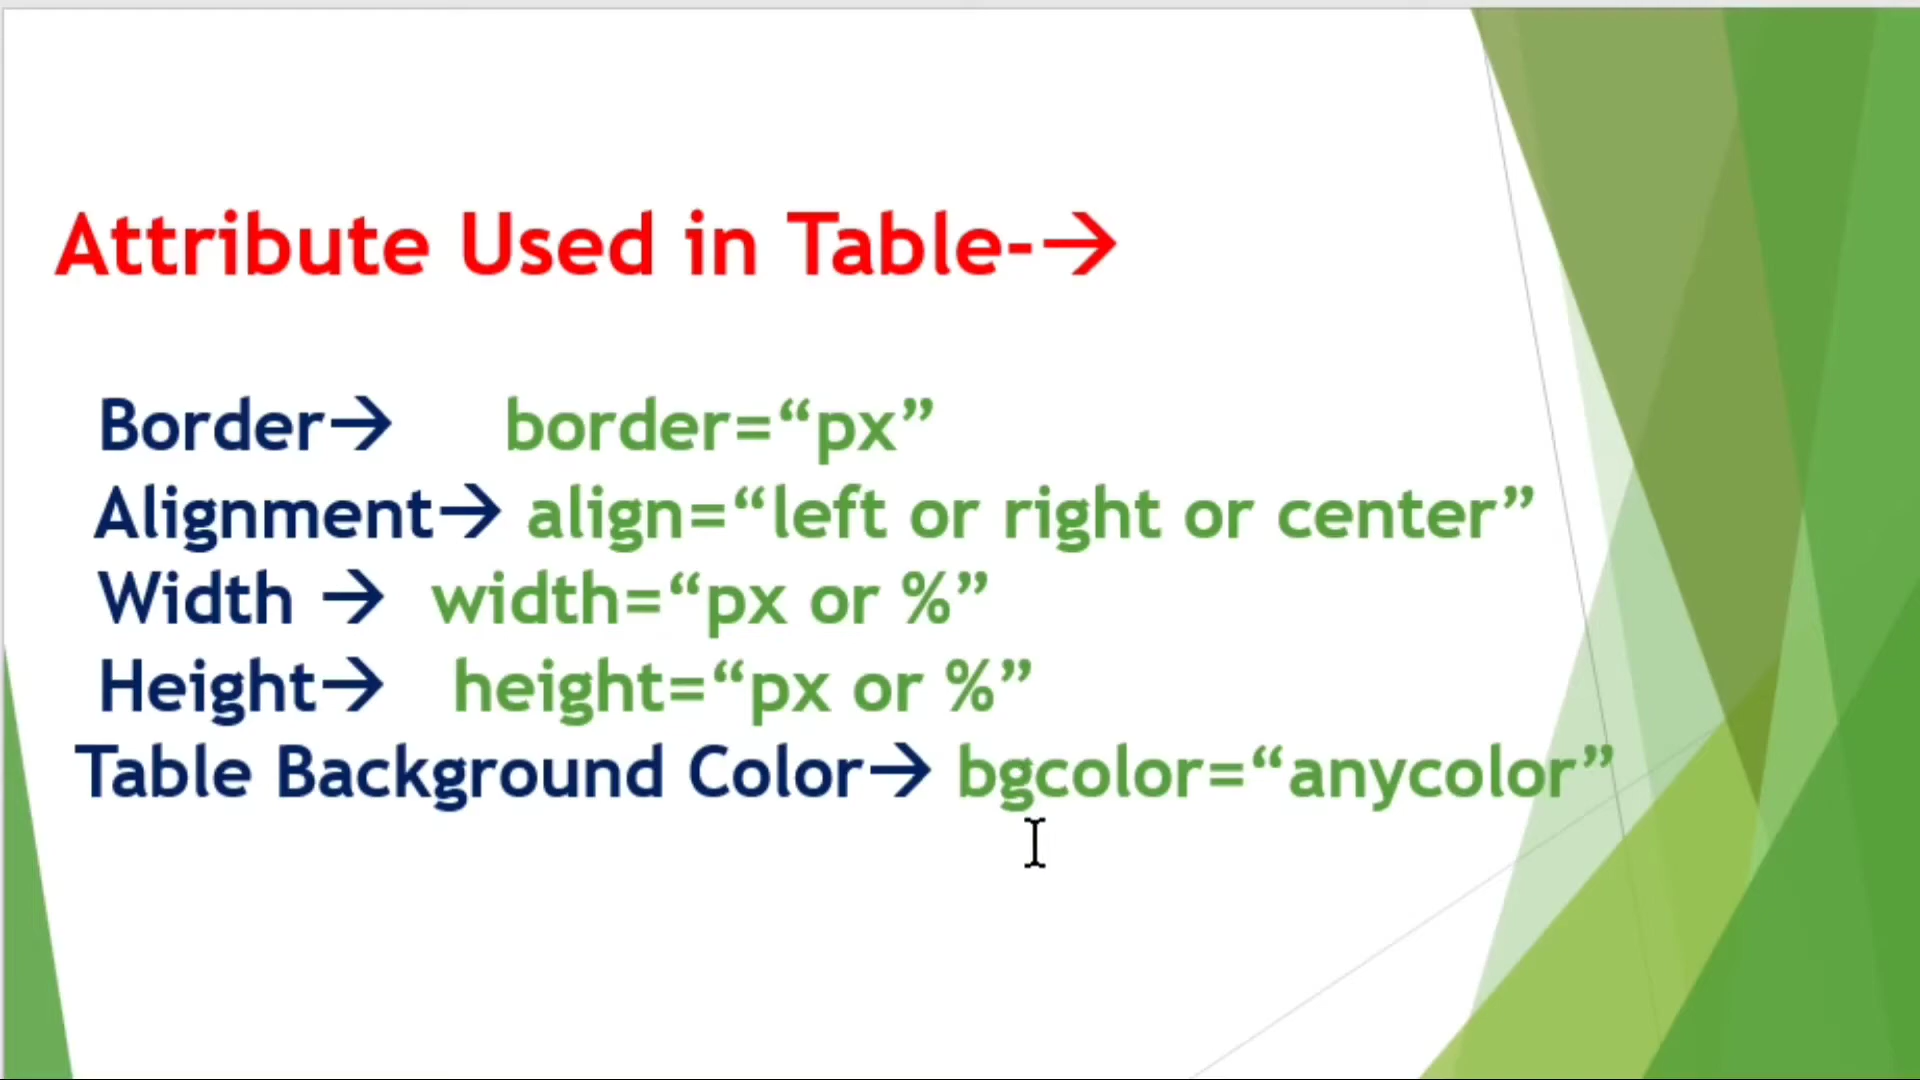 Attribute Used in Table-→
Border→ border=“px”
Alignment→ align=“left or right or center”
Width → width=“px or %”
Height→ height=“px or %”
Table Background Color→ bgcolor=“anycolor”